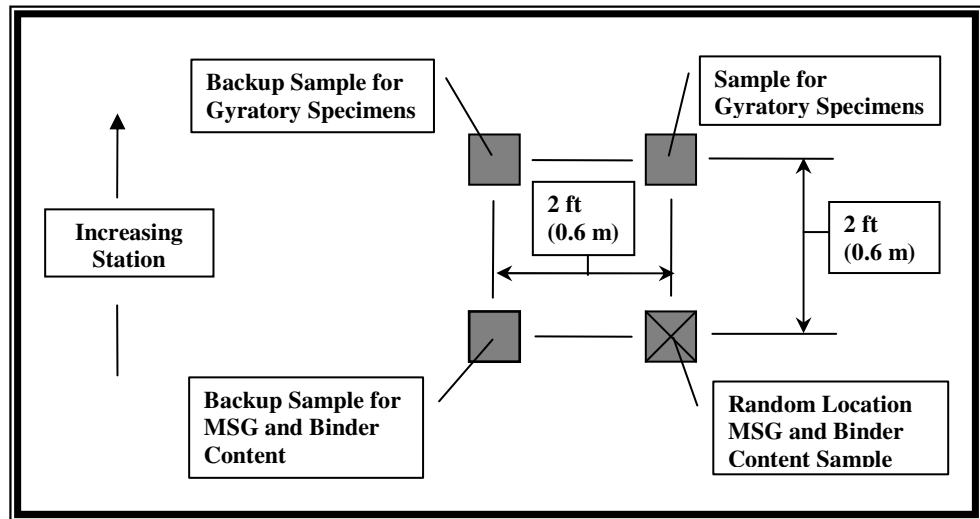 Backup Sample for
Gyratory Specimens
Sample for
Gyratory Specimens
2 ft
(0.6 m)
2 ft
(0.6 m)
Increasing
Station
Backup Sample for
MSG and Binder
Content
Random Location
MSG and Binder
Content Sample